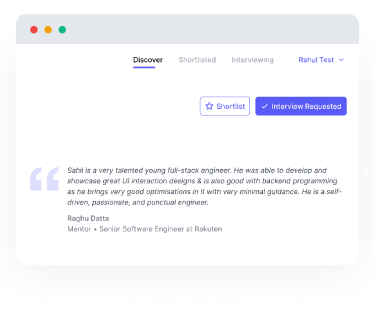 Discover Shortlisted Interviewing Rahul Test
Shortlist Interview Requested
Sahil is a very talented young full-stack engineer. He was able to develop and
showcase great UI interaction designs & is also good with backend programming
as he brings very good optimisations in it with very minimal guidance. He is a self-
driven, passionate, and punctual engineer.
Raghu Datta
Mentor • Senior Software Engineer at Rakuten